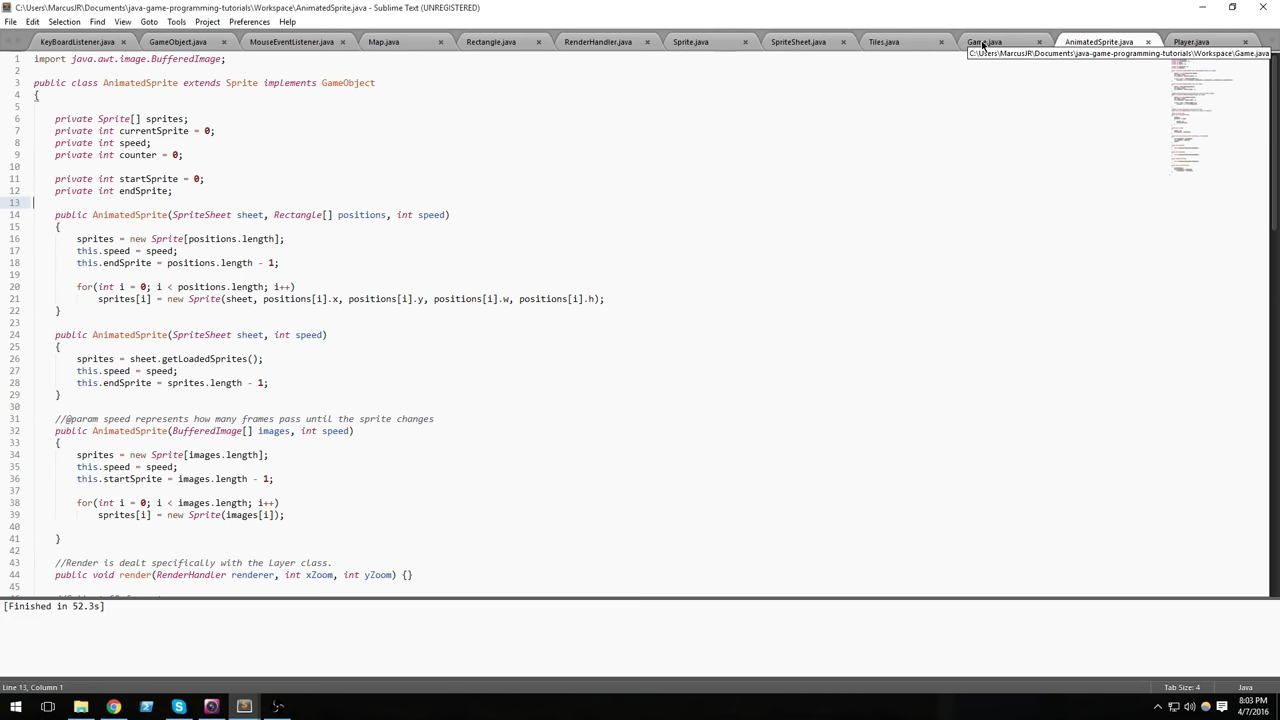 C:\Users\MarcusJR\Documents\java-game-programming-tutorials\Workspace\AnimatedSprite.java - Sublime Text (UNREGISTERED)
File Edit Selection Find View Goto Tools Project Preferences Help
KeyBoardListener.java GameObject.java MouseEventListener.java Map.java Rectangle.java RenderHandler.java Sprite.java SpriteSheet.java Tiles.java Game.java AnimatedSprite.java Player.java
C:\Users\MarcusJR\Documents\java-game-programming-tutorials\Workspace\Game.java
1 import java.awt.image.BufferedImage;
2
3 public class AnimatedSprite extends Sprite implements GameObject
4 {
5
6 private Sprite[] sprites;
7 private int currentSprite = 0;
8 private int speed;
9 private int counter = 0;
10
11 private int startSprite = 0;
12 private int endSprite;
13
14 public AnimatedSprite(SpriteSheet sheet, Rectangle[] positions, int speed)
15 {
16 sprites = new Sprite[positions.length];
17 this.speed = speed;
18 this.endSprite = positions.length - 1;
19
20 for(int i = 0; i < positions.length; i++)
21 sprites[i] = new Sprite(sheet, positions[i].x, positions[i].y, positions[i].w, positions[i].h);
22 }
23
24 public AnimatedSprite(SpriteSheet sheet, int speed)
25 {
26 sprites = sheet.getLoadedSprites();
27 this.speed = speed;
28 this.endSprite = sprites.length - 1;
29 }
30
31 //@param speed represents how many frames pass until the sprite changes
32 public AnimatedSprite(BufferedImage[] images, int speed)
33 {
34 sprites = new Sprite[images.length];
35 this.speed = speed;
36 this.startSprite = images.length - 1;
37
38 for(int i = 0; i < images.length; i++)
39 sprites[i] = new Sprite(images[i]);
40
41 }
42
43 //Render is dealt specifically with the Layer class.
44 public void render(RenderHandler renderer, int xZoom, int yZoom) {}
45
[Finished in 52.3s]
Line 13, Column 1
Tab Size: 4 Java
8:03 PM
4/7/2016